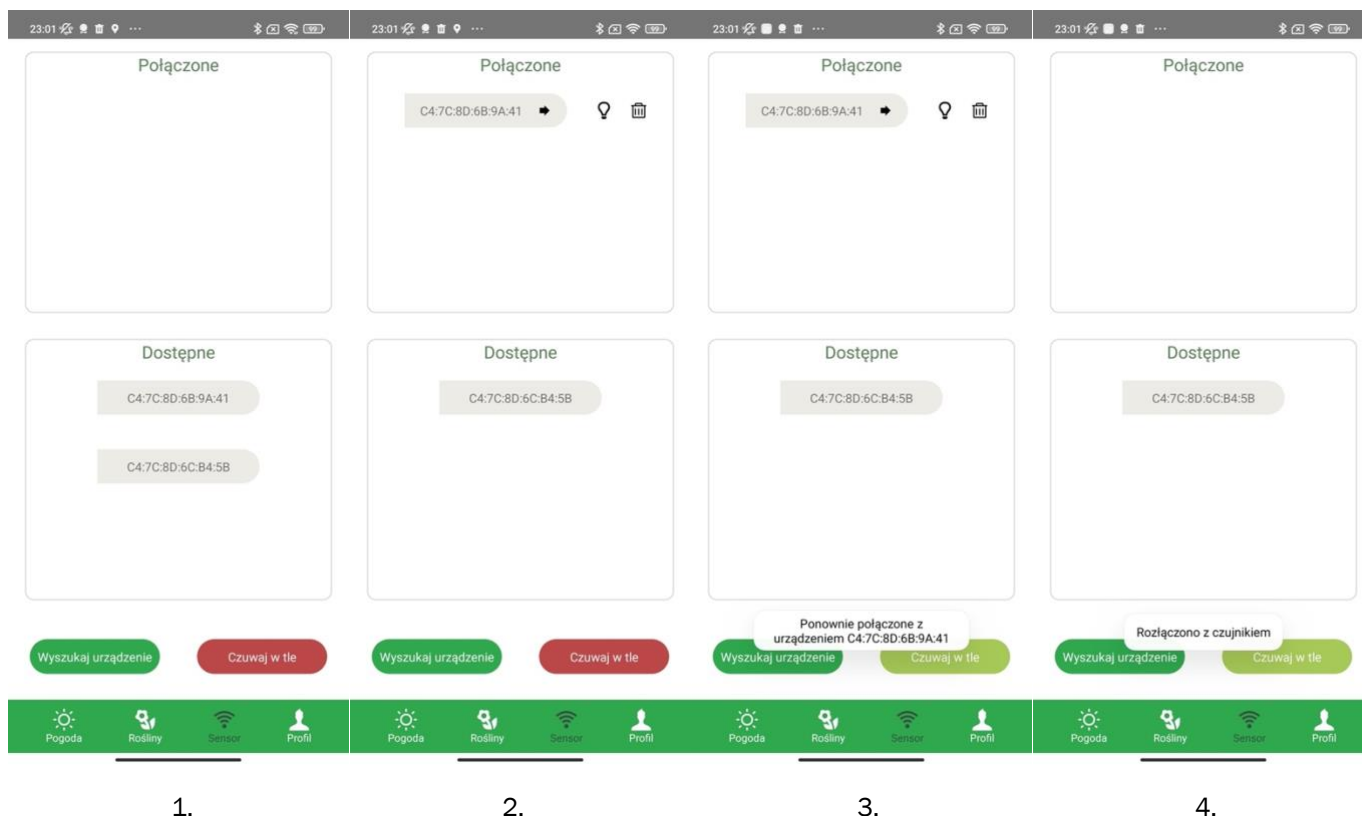 23:01
99
Połączone
Dostępne
C4:7C:8D:6B:9A:41
C4:7C:8D:6C:B4:5B
Wyszukaj urządzenie
Czuwaj w tle
Pogoda
Rośliny
Sensor
Profil
1.
23:01
99
Połączone
C4:7C:8D:6B:9A:41
Dostępne
C4:7C:8D:6C:B4:5B
Wyszukaj urządzenie
Czuwaj w tle
Pogoda
Rośliny
Sensor
Profil
2.
23:01
99
Połączone
C4:7C:8D:6B:9A:41
Dostępne
C4:7C:8D:6C:B4:5B
Ponownie połączone z
urządzeniem C4:7C:8D:6B:9A:41
Wyszukaj urządzenie
Czuwaj w tle
Pogoda
Rośliny
Sensor
Profil
3.
23:01
99
Połączone
Dostępne
C4:7C:8D:6C:B4:5B
Rozłączono z czujnikiem
Wyszukaj urządzenie
Czuwaj w tle
Pogoda
Rośliny
Sensor
Profil
4.